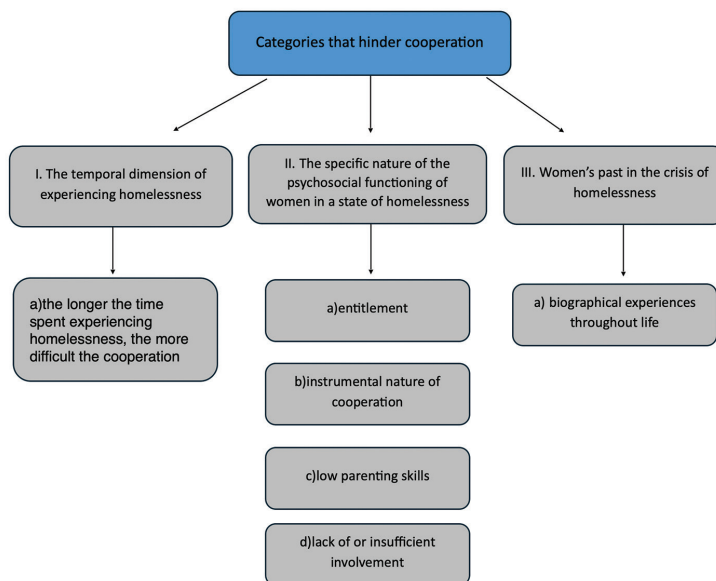 Categories that hinder cooperation
I. The temporal dimension of
experiencing homelessness
II. The specific nature of the
psychosocial functioning of
women in a state of homelessness
III. Women's past in the crisis of
homelessness
a)the longer the time
spent experiencing
homelessness, the more
difficult the cooperation
a)entitlement
b)instrumental nature of
cooperation
c)low parenting skills
d)lack of or insufficient
involvement
a) biographical experiences
throughout life